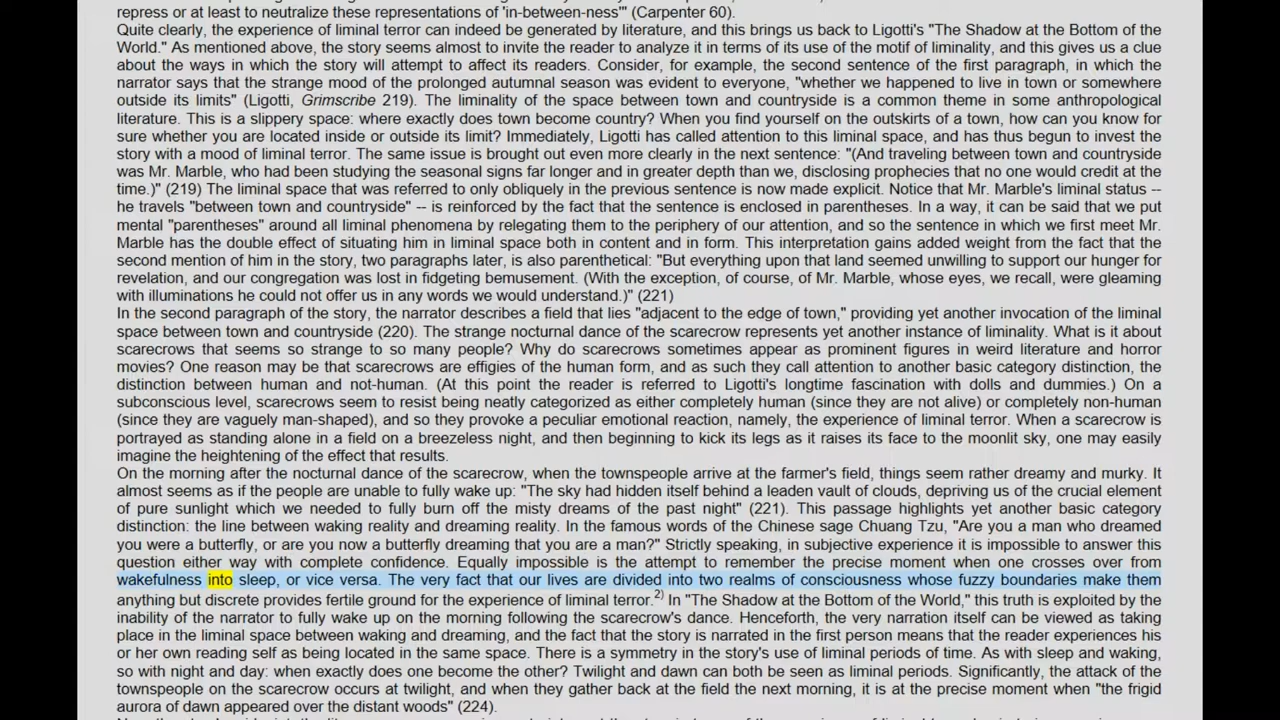 repress or at least to neutralize these representations of 'in-between-ness'" (Carpenter 60).
Quite clearly, the experience of liminal terror can indeed be generated by literature, and this brings us back to Ligotti's "The Shadow at the Bottom of the
World." As mentioned above, the story seems almost to invite the reader to analyze it in terms of its use of the motif of liminality, and this gives us a clue
about the ways in which the story will attempt to affect its readers. Consider, for example, the second sentence of the first paragraph, in which the
narrator says that the strange mood of the prolonged autumnal season was evident to everyone, "whether we happened to live in town or somewhere
outside its limits" (Ligotti, Grimscribe 219). The liminality of the space between town and countryside is a common theme in some anthropological
literature. This is a slippery space: where exactly does town become country? When you find yourself on the outskirts of a town, how can you know for
sure whether you are located inside or outside its limit? Immediately, Ligotti has called attention to this liminal space, and has thus begun to invest the
story with a mood of liminal terror. The same issue is brought out even more clearly in the next sentence: "(And traveling between town and countryside
was Mr. Marble, who had been studying the seasonal signs far longer and in greater depth than we, disclosing prophecies that no one would credit at the
time.)" (219) The liminal space that was referred to only obliquely in the previous sentence is now made explicit. Notice that Mr. Marble's liminal status --
he travels "between town and countryside" -- is reinforced by the fact that the sentence is enclosed in parentheses. In a way, it can be said that we put
mental "parentheses" around all liminal phenomena by relegating them to the periphery of our attention, and so the sentence in which we first meet Mr.
Marble has the double effect of situating him in liminal space both in content and in form. This interpretation gains added weight from the fact that the
second mention of him in the story, two paragraphs later, is also parenthetical: "But everything upon that land seemed unwilling to support our hunger for
revelation, and our congregation was lost in fidgeting bemusement. (With the exception, of course, of Mr. Marble, whose eyes, we recall, were gleaming
with illuminations he could not offer us in any words we would understand.)" (221)
In the second paragraph of the story, the narrator describes a field that lies "adjacent to the edge of town," providing yet another invocation of the liminal
space between town and countryside (220). The strange nocturnal dance of the scarecrow represents yet another instance of liminality. What is it about
scarecrows that seems so strange to so many people? Why do scarecrows sometimes appear as prominent figures in weird literature and horror
movies? One reason may be that scarecrows are effigies of the human form, and as such they call attention to another basic category distinction, the
distinction between human and not-human. (At this point the reader is referred to Ligotti's longtime fascination with dolls and dummies.) On a
subconscious level, scarecrows seem to resist being neatly categorized as either completely human (since they are not alive) or completely non-human
(since they are vaguely man-shaped), and so they provoke a peculiar emotional reaction, namely, the experience of liminal terror. When a scarecrow is
portrayed as standing alone in a field on a breezeless night, and then beginning to kick its legs as it raises its face to the moonlit sky, one may easily
imagine the heightening of the effect that results.
On the morning after the nocturnal dance of the scarecrow, when the townspeople arrive at the farmer's field, things seem rather dreamy and murky. It
almost seems as if the people are unable to fully wake up: "The sky had hidden itself behind a leaden vault of clouds, depriving us of the crucial element
of pure sunlight which we needed to fully burn off the misty dreams of the past night" (221). This passage highlights yet another basic category
distinction: the line between waking reality and dreaming reality. In the famous words of the Chinese sage Chuang Tzu, "Are you a man who dreamed
you were a butterfly, or are you now a butterfly dreaming that you are a man?" Strictly speaking, in subjective experience it is impossible to answer this
question either way with complete confidence. Equally impossible is the attempt to remember the precise moment when one crosses over from
wakefulness into sleep, or vice versa. The very fact that our lives are divided into two realms of consciousness whose fuzzy boundaries make them
anything but discrete provides fertile ground for the experience of liminal terror.2) In "The Shadow at the Bottom of the World," this truth is exploited by the
inability of the narrator to fully wake up on the morning following the scarecrow's dance. Henceforth, the very narration itself can be viewed as taking
place in the liminal space between waking and dreaming, and the fact that the story is narrated in the first person means that the reader experiences his
or her own reading self as being located in the same space. There is a symmetry in the story's use of liminal periods of time. As with sleep and waking,
so with night and day: when exactly does one become the other? Twilight and dawn can both be seen as liminal periods. Significantly, the attack of the
townspeople on the scarecrow occurs at twilight, and when they gather back at the field the next morning, it is at the precise moment when "the frigid
aurora of dawn appeared over the distant woods" (224).